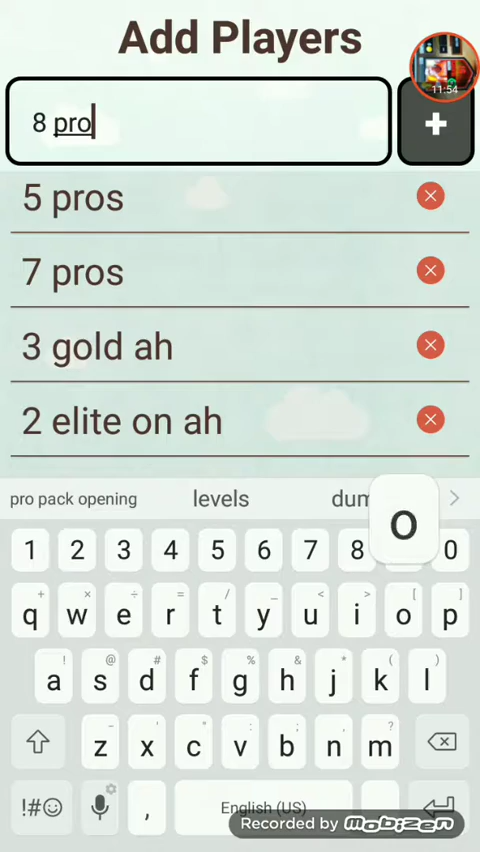 Add Players
8 pro
+
11:54
5 pros
7 pros
3 gold ah
2 elite on ah
pro pack opening levels
o
1 2 3 4 5 6 7 8 0
+ × ÷ = / _ < > [ ]
q w e r t y u i o p
! @ # $ % ^ & * ( )
a s d f g h j k l
- ' " : ; , ?
z x c v b n m
!#☺ , English (US)
Recorded by mobizen